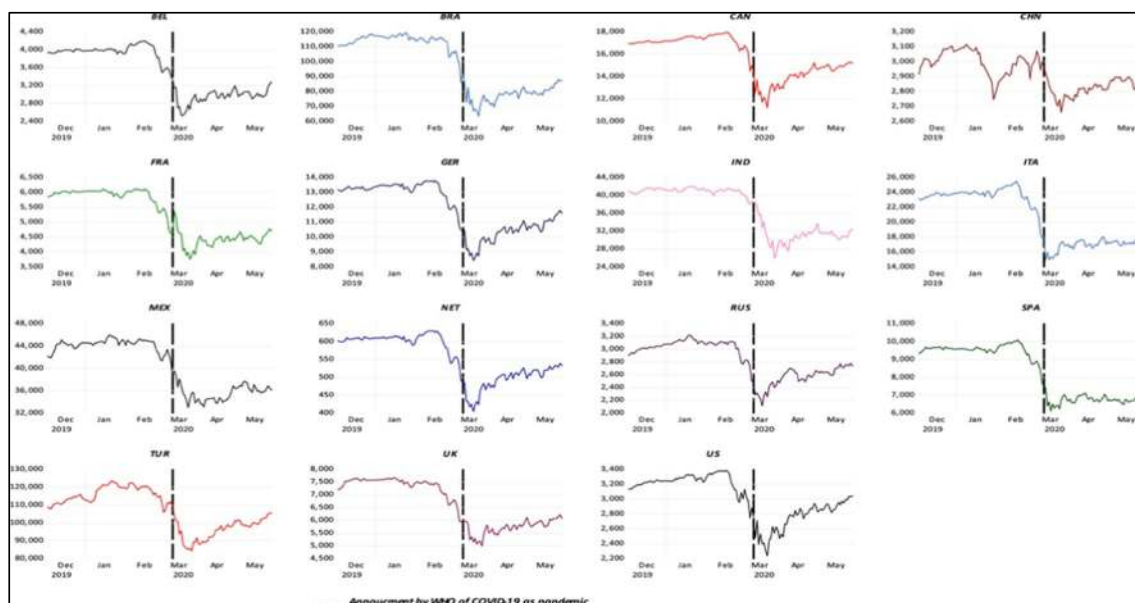 BEL BRA CAN CHN
4,400 120,000 18,000 3,200
4,000 110,000 16,000 3,100
3,600 100,000 14,000 3,000
3,200 90,000 12,000 2,900
2,800 80,000 10,000 2,800
2,400 70,000 2,700
60,000 2,600
Dec Jan Feb Mar Apr May Dec Jan Feb Mar Apr May Dec Jan Feb Mar Apr May Dec Jan Feb Mar Apr May
2019 2020 2019 2020 2019 2020 2019 2020
FRA GER IND ITA
6,500 14,000 44,000 26,000
6,000 13,000 40,000 24,000
5,500 12,000 36,000 22,000
5,000 11,000 32,000 20,000
4,500 10,000 28,000 18,000
4,000 9,000 24,000 16,000
3,500 8,000 14,000
Dec Jan Feb Mar Apr May Dec Jan Feb Mar Apr May Dec Jan Feb Mar Apr May Dec Jan Feb Mar Apr May
2019 2020 2019 2020 2019 2020 2019 2020
MEX NET RUS SPA
48,000 650 3,400 11,000
44,000 600 3,200 10,000
40,000 550 3,000 9,000
36,000 500 2,800 8,000
32,000 450 2,600 7,000
400 2,400 6,000
2,200
2,000
Dec Jan Feb Mar Apr May Dec Jan Feb Mar Apr May Dec Jan Feb Mar Apr May Dec Jan Feb Mar Apr May
2019 2020 2019 2020 2019 2020 2019 2020
TUR UK US
130,000 8,000 3,400
120,000 7,500 3,200
110,000 7,000 3,000
100,000 6,500 2,800
90,000 6,000 2,600
80,000 5,500 2,400
5,000 2,200
4,500
Dec Jan Feb Mar Apr May Dec Jan Feb Mar Apr May Dec Jan Feb Mar Apr May
2019 2020 2019 2020 2019 2020
Annoucment by WHO of COVID-19 as pandemic